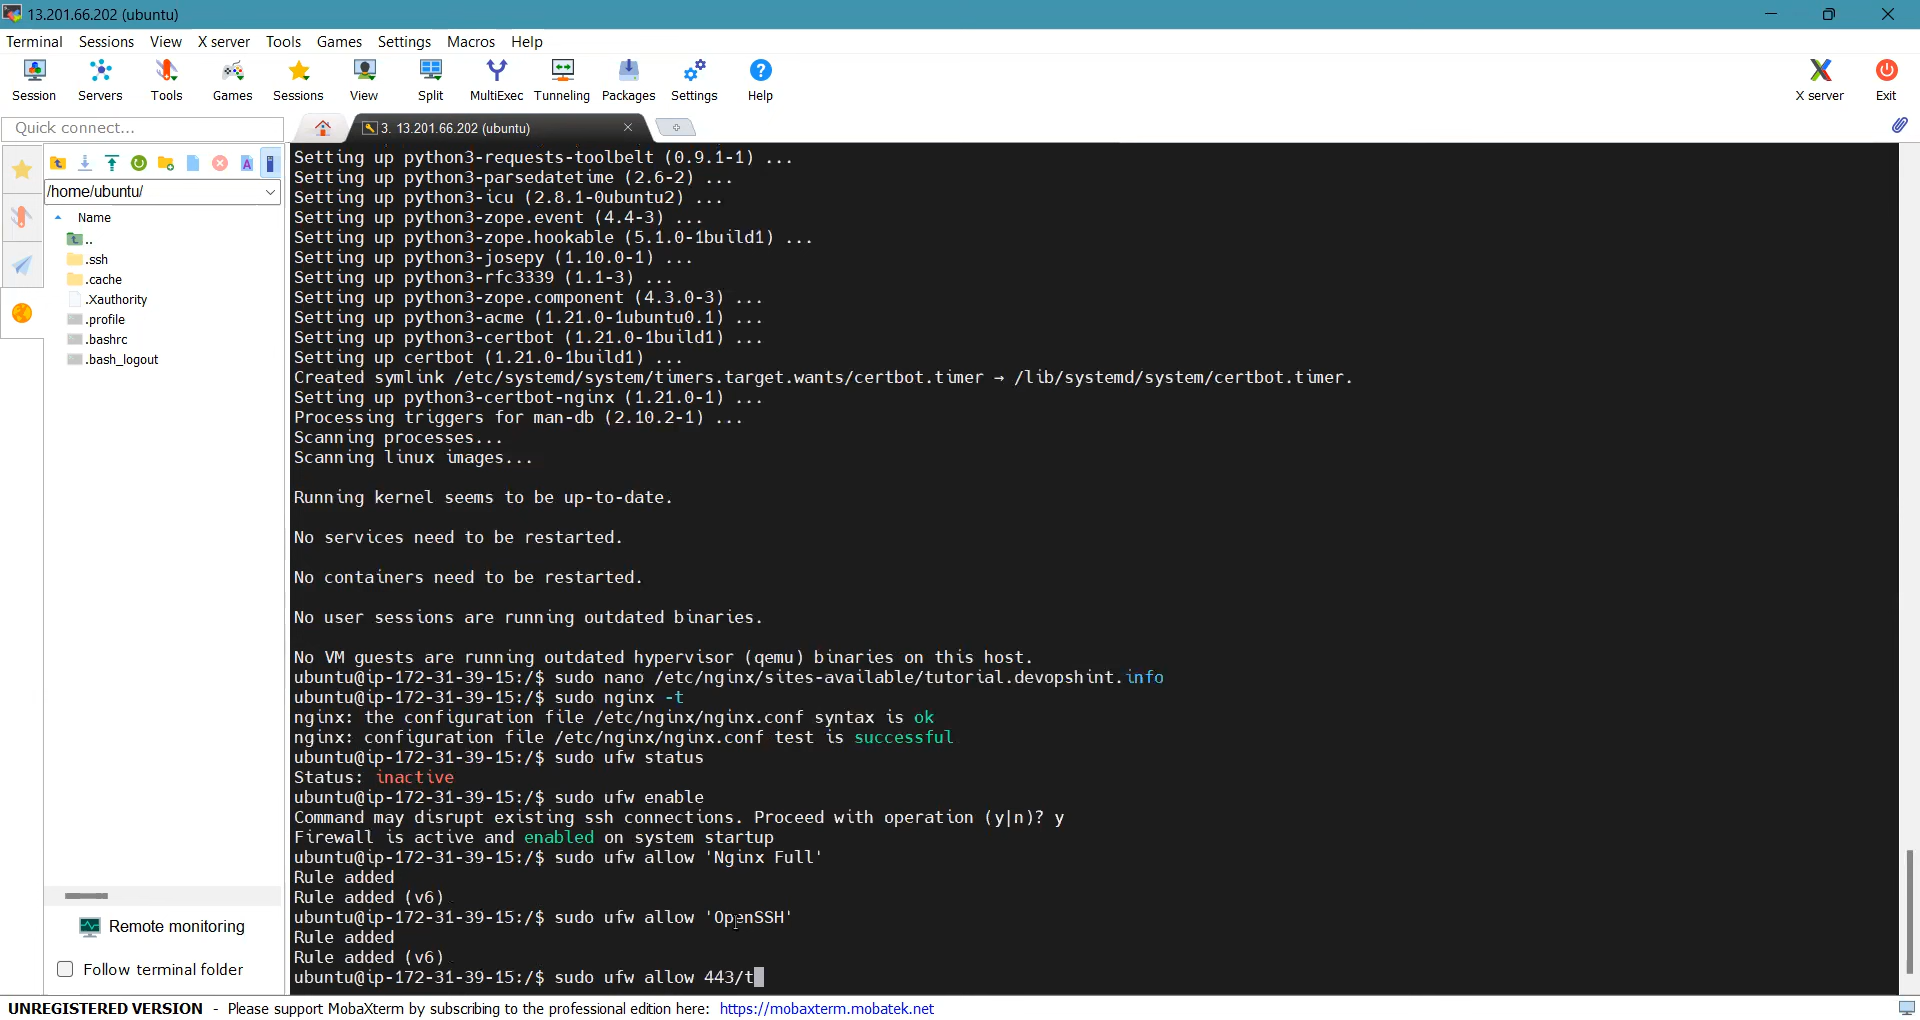 13.201.66.202 (ubuntu)
Terminal Sessions View X server Tools Games Settings Macros Help
Session Servers Tools Games Sessions View Split MultiExec Tunneling Packages Settings Help X server Exit
Quick connect...
3. 13.201.66.202 (ubuntu)
/home/ubuntu/
Name
..
.ssh
.cache
.Xauthority
.profile
.bashrc
.bash_logout
Remote monitoring
Follow terminal folder
Setting up python3-requests-toolbelt (0.9.1-1) ...
Setting up python3-parsedatetime (2.6-2) ...
Setting up python3-icu (2.8.1-0ubuntu2) ...
Setting up python3-zope.event (4.4-3) ...
Setting up python3-zope.hookable (5.1.0-1build1) ...
Setting up python3-josepy (1.10.0-1) ...
Setting up python3-rfc3339 (1.1-3) ...
Setting up python3-zope.component (4.3.0-3) ...
Setting up python3-acme (1.21.0-1ubuntu0.1) ...
Setting up python3-certbot (1.21.0-1build1) ...
Setting up certbot (1.21.0-1build1) ...
Created symlink /etc/systemd/system/timers.target.wants/certbot.timer → /lib/systemd/system/certbot.timer.
Setting up python3-certbot-nginx (1.21.0-1) ...
Processing triggers for man-db (2.10.2-1) ...
Scanning processes...
Scanning linux images...
Running kernel seems to be up-to-date.
No services need to be restarted.
No containers need to be restarted.
No user sessions are running outdated binaries.
No VM guests are running outdated hypervisor (qemu) binaries on this host.
ubuntu@ip-172-31-39-15:/$ sudo nano /etc/nginx/sites-available/tutorial.devopshint.info
ubuntu@ip-172-31-39-15:/$ sudo nginx -t
nginx: the configuration file /etc/nginx/nginx.conf syntax is ok
nginx: configuration file /etc/nginx/nginx.conf test is successful
ubuntu@ip-172-31-39-15:/$ sudo ufw status
Status: inactive
ubuntu@ip-172-31-39-15:/$ sudo ufw enable
Command may disrupt existing ssh connections. Proceed with operation (y|n)? y
Firewall is active and enabled on system startup
ubuntu@ip-172-31-39-15:/$ sudo ufw allow 'Nginx Full'
Rule added
Rule added (v6)
ubuntu@ip-172-31-39-15:/$ sudo ufw allow 'OpenSSH'
Rule added
Rule added (v6)
ubuntu@ip-172-31-39-15:/$ sudo ufw allow 443/t
UNREGISTERED VERSION - Please support MobaXterm by subscribing to the professional edition here: https://mobaxterm.mobatek.net